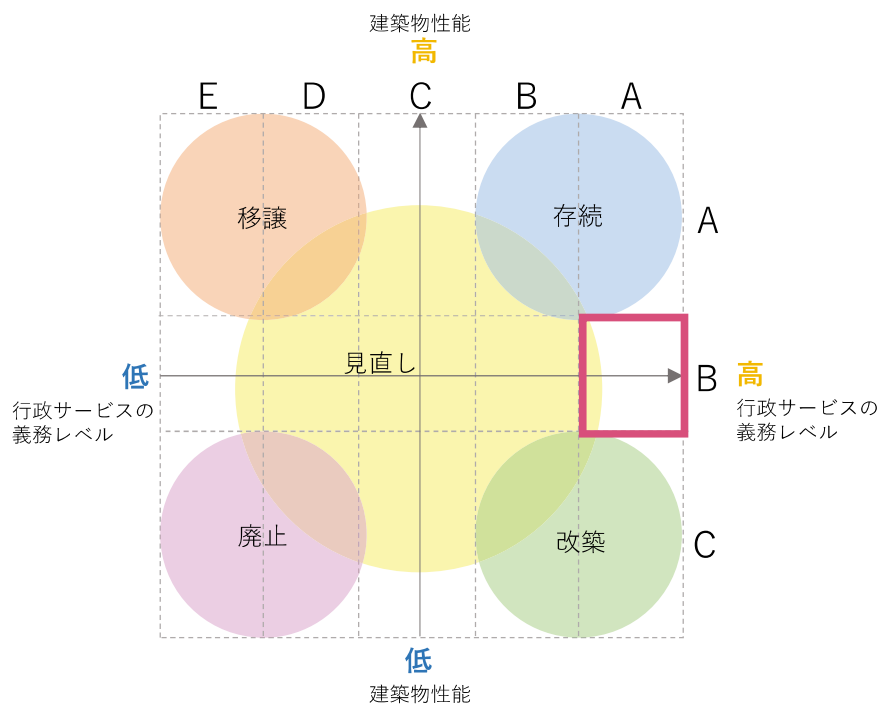 建築物性能
高
E D C B A
移譲
存続
A
見直し
低
B
高
行政サービスの
義務レベル
行政サービスの
義務レベル
廃止
改築
C
低
建築物性能